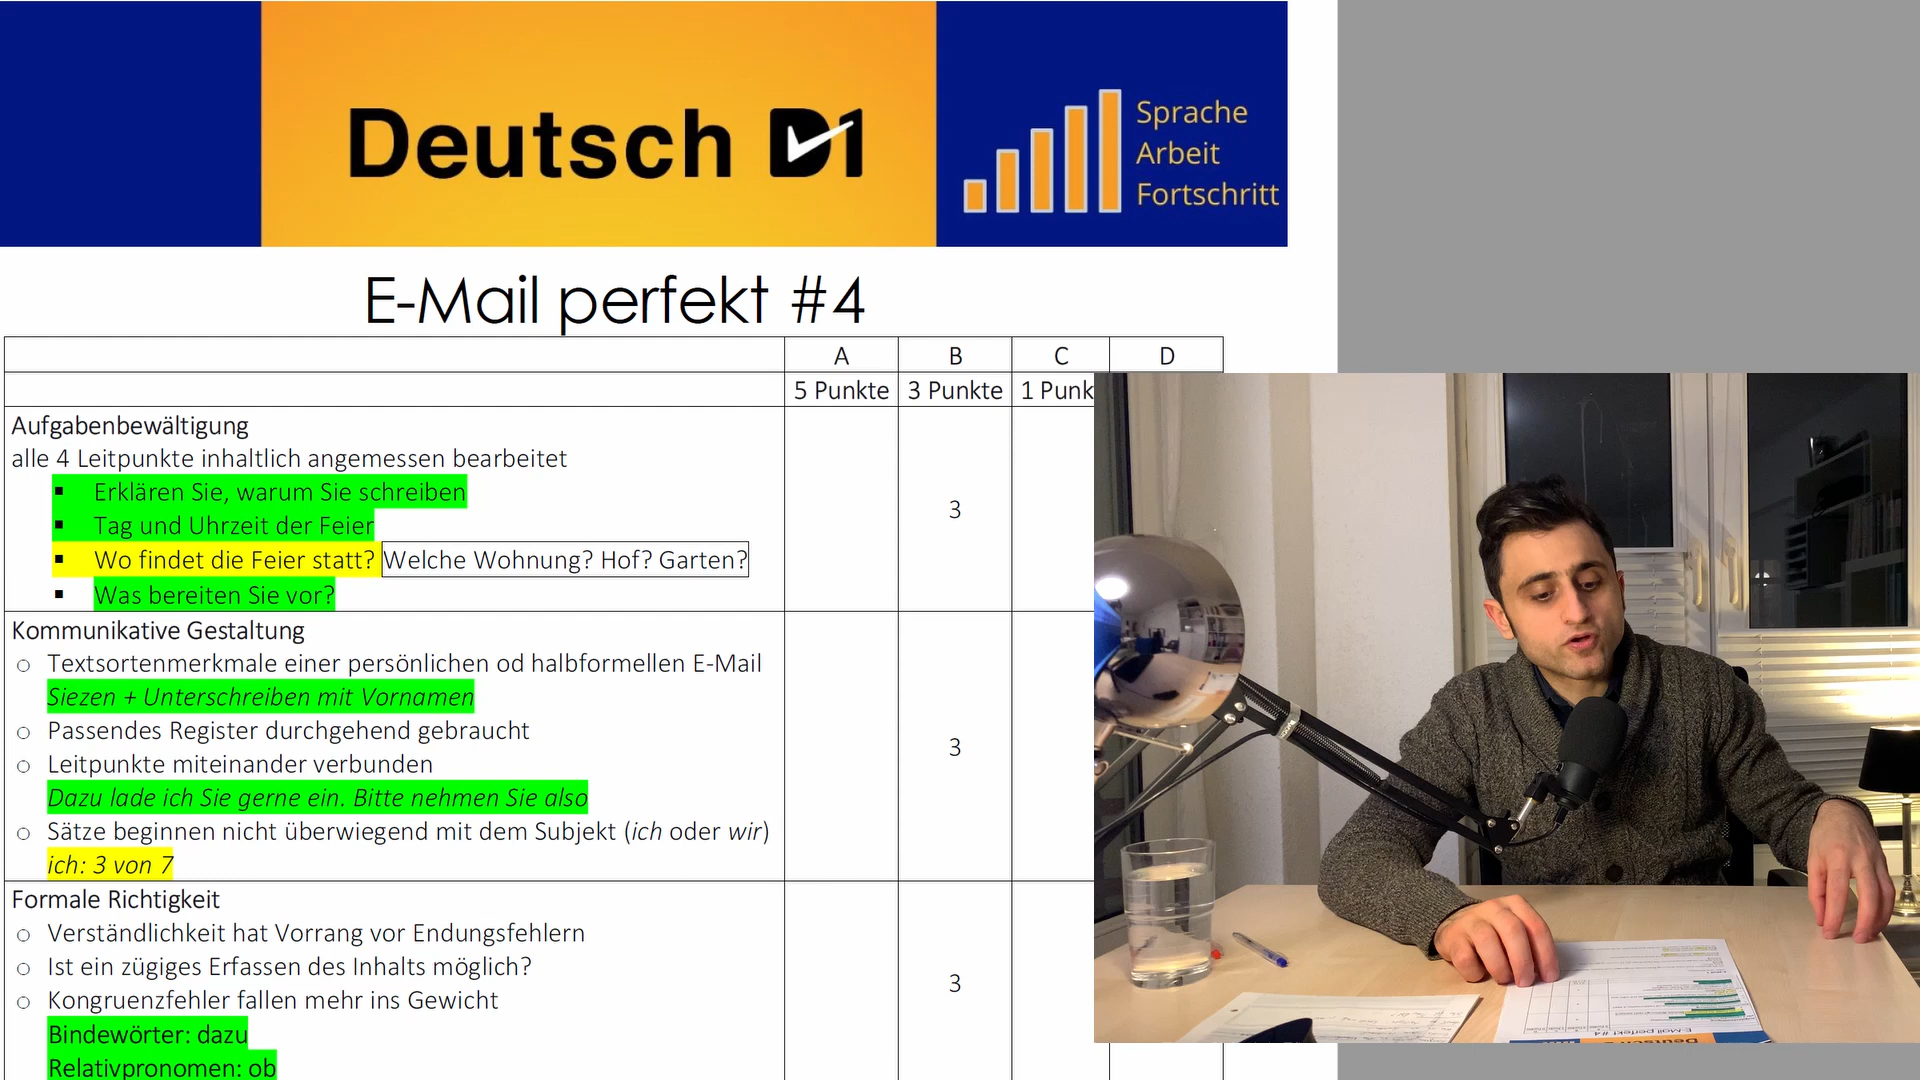 Deutsch D1
Sprache
Arbeit
Fortschritt
E-Mail perfekt #4
A B C D
5 Punkte 3 Punkte 1 Punk
Aufgabenbewältigung
alle 4 Leitpunkte inhaltlich angemessen bearbeitet
▪ Erklären Sie, warum Sie schreiben
▪ Tag und Uhrzeit der Feier
▪ Wo findet die Feier statt? Welche Wohnung? Hof? Garten?
▪ Was bereiten Sie vor?
3
Kommunikative Gestaltung
○ Textsortenmerkmale einer persönlichen od halbformellen E-Mail
Siezen + Unterschreiben mit Vornamen
○ Passendes Register durchgehend gebraucht
○ Leitpunkte miteinander verbunden
Dazu lade ich Sie gerne ein. Bitte nehmen Sie also
○ Sätze beginnen nicht überwiegend mit dem Subjekt (ich oder wir)
ich: 3 von 7
3
Formale Richtigkeit
○ Verständlichkeit hat Vorrang vor Endungsfehlern
○ Ist ein zügiges Erfassen des Inhalts möglich?
○ Kongruenzfehler fallen mehr ins Gewicht
Bindewörter: dazu
Relativpronomen: ob
3
E-Mail perfekt #4
Deutsch